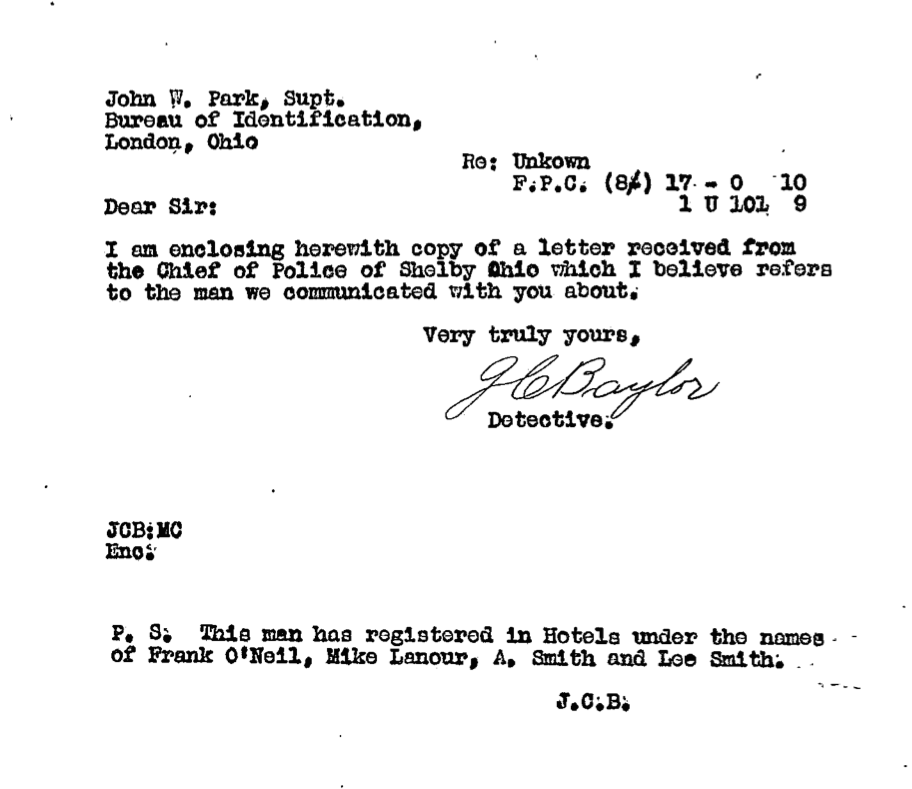 John W. Park, Supt.
Bureau of Identification,
London, Ohio
Re: Unkown
F.P.C. (8 ) 17 - 0 10
1 U 101 9
Dear Sir:
I am enclosing herewith copy of a letter received from
the Chief of Police of Shelby Ohio which I believe refers
to the man we communicated with you about.
Very truly yours,
J C Baylor
Detective.
JCB:MC
Enc:
P. S. This man has registered in Hotels under the names
of Frank O'Neil, Mike Lanour, A. Smith and Lee Smith.
J.C.B.